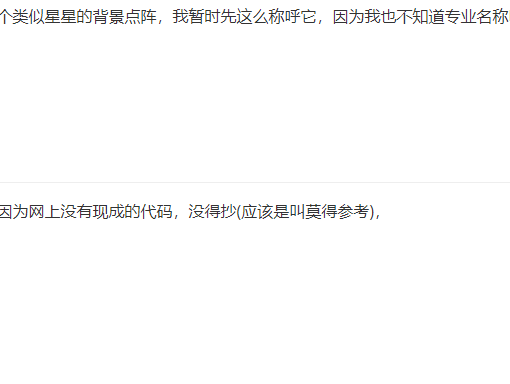 个类似星星的背景点阵，我暂时先这么称呼它，因为我也不知道专业名称
因为网上没有现成的代码，没得抄(应该是叫莫得参考)，